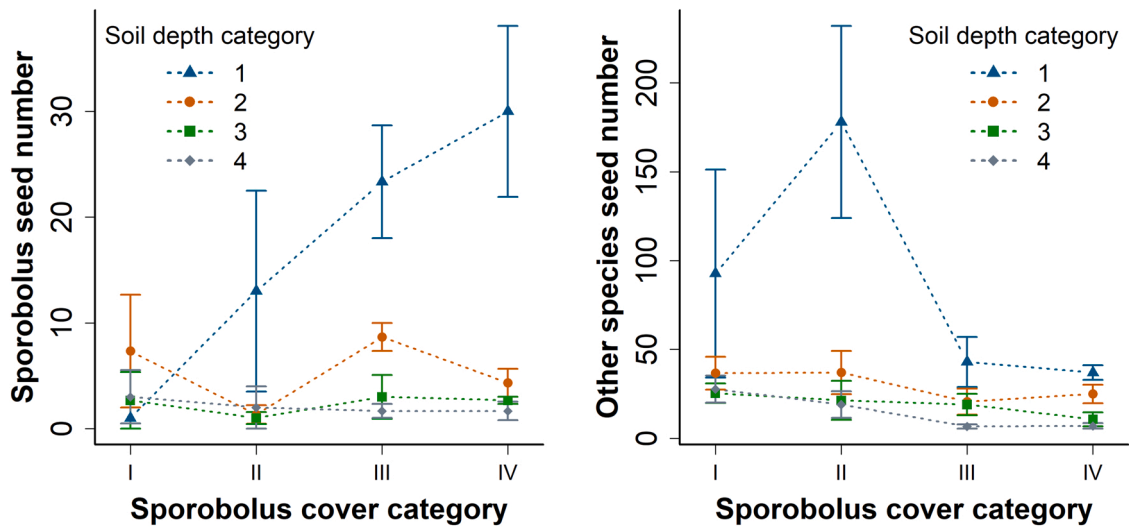 Sporobolus seed number
30
20
10
0
Soil depth category
1
2
3
4
I II III IV
Sporobolus cover category
Other species seed number
200
150
100
50
0
Soil depth category
1
2
3
4
I II III IV
Sporobolus cover category